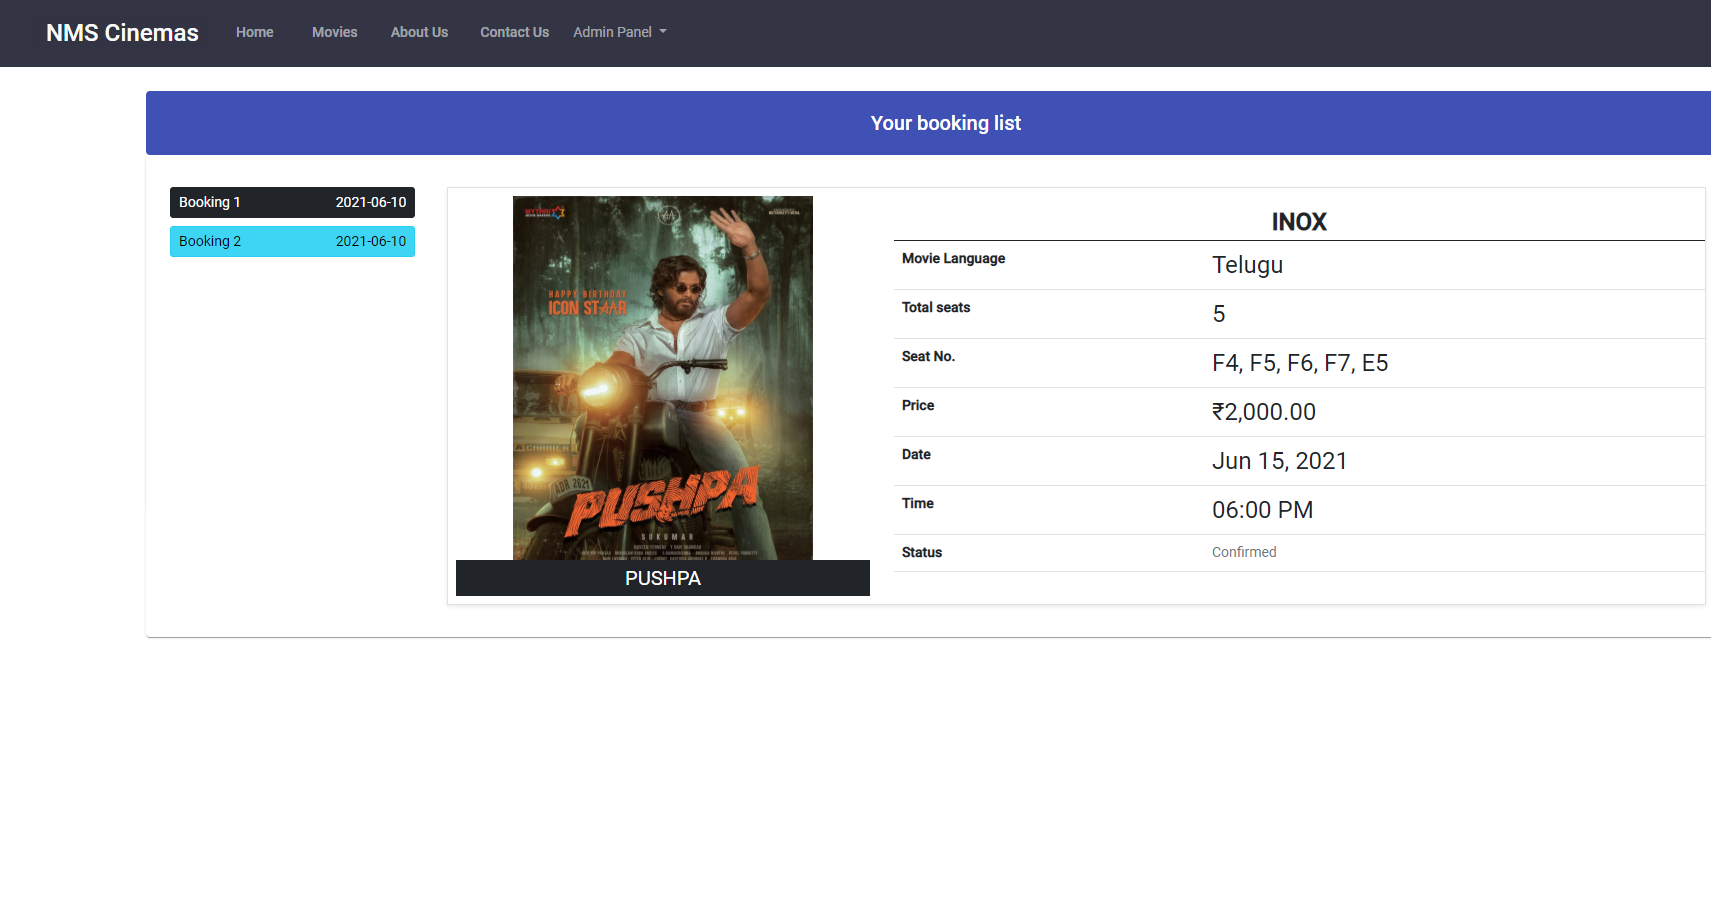 NMS Cinemas Home Movies About Us Contact Us Admin Panel
Your booking list
Booking 1 2021-06-10
Booking 2 2021-06-10
HAPPY BIRTHDAY
ICON STAAR
ADR 2621
PUSHPA
SUKUMAR
PUSHPA
INOX
Movie Language Telugu
Total seats 5
Seat No. F4, F5, F6, F7, E5
Price ₹2,000.00
Date Jun 15, 2021
Time 06:00 PM
Status Confirmed